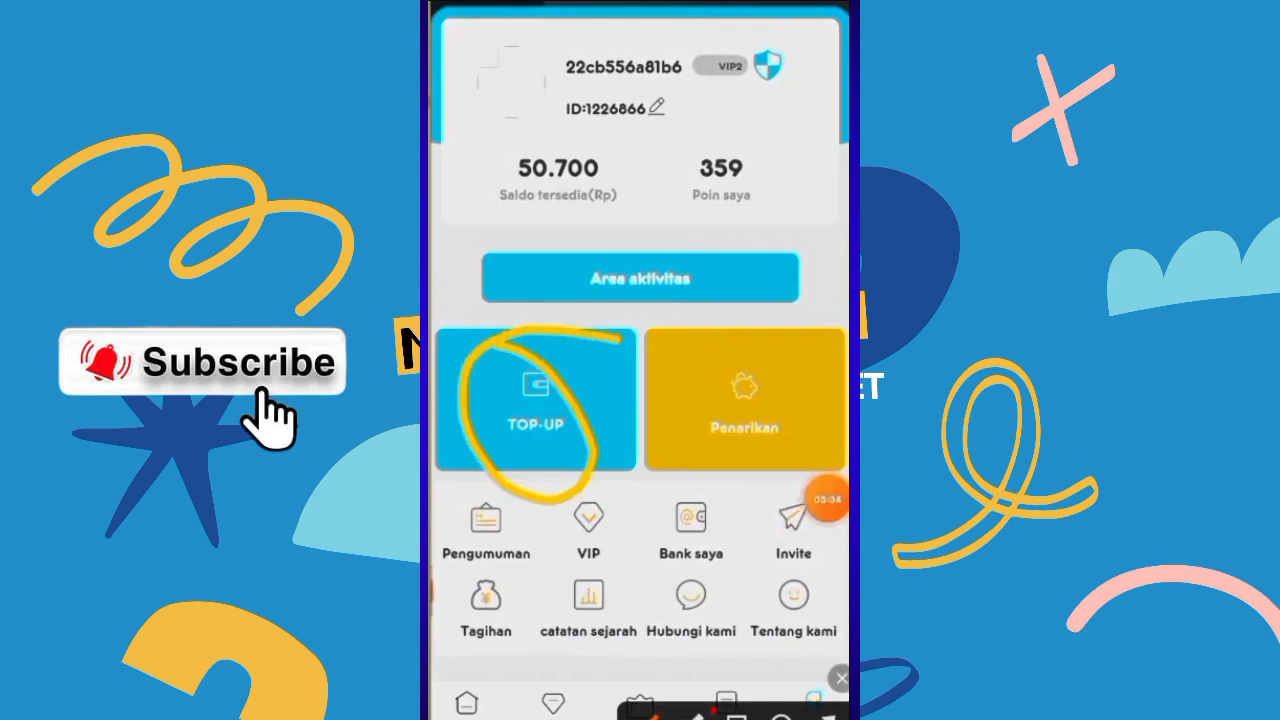 22cb556a81b6 VIP2
ID:1226866
50.700 359
Saldo tersedia(Rp) Poin saya
Area aktivitas
Subscribe
TOP-UP Penarikan
05:34
Pengumuman VIP Bank saya Invite
Tagihan catatan sejarah Hubungi kami Tentang kami